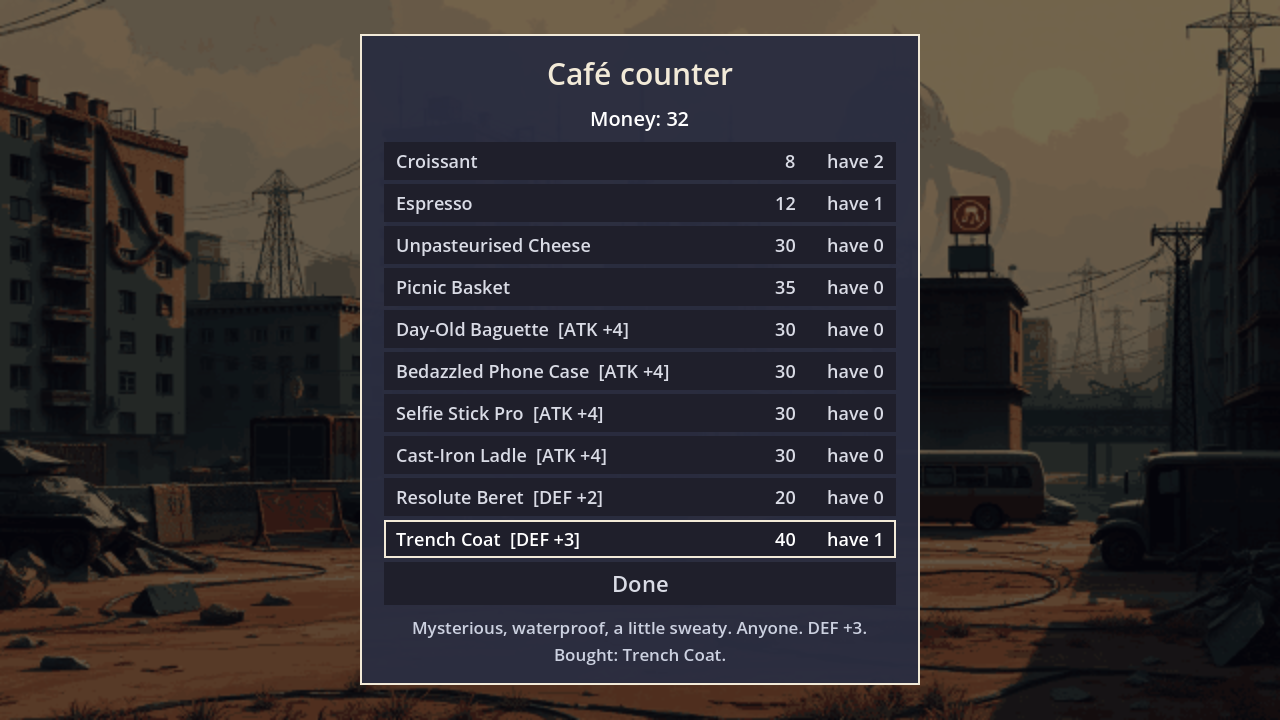 Café counter
Money: 32
Croissant 8 have 2
Espresso 12 have 1
Unpasteurised Cheese 30 have 0
Picnic Basket 35 have 0
Day-Old Baguette [ATK +4] 30 have 0
Bedazzled Phone Case [ATK +4] 30 have 0
Selfie Stick Pro [ATK +4] 30 have 0
Cast-Iron Ladle [ATK +4] 30 have 0
Resolute Beret [DEF +2] 20 have 0
Trench Coat [DEF +3] 40 have 1
Done
Mysterious, waterproof, a little sweaty. Anyone. DEF +3.
Bought: Trench Coat.